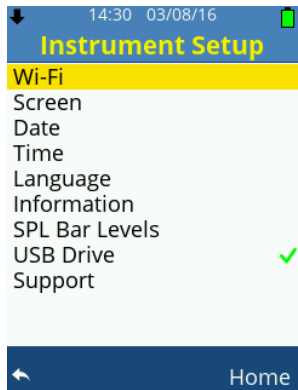 14:30 03/08/16
Instrument Setup
Wi-Fi
Screen
Date
Time
Language
Information
SPL Bar Levels
USB Drive
Support
Home